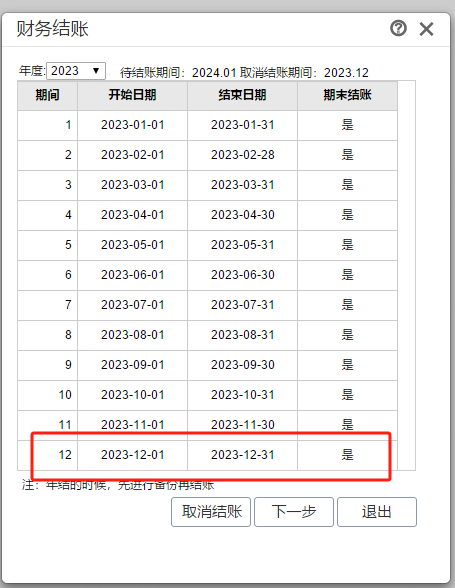 财务结账
年度: 2023 待结账期间：2024.01 取消结账期间：2023.12
期间 开始日期 结束日期 期末结账
1 2023-01-01 2023-01-31 是
2 2023-02-01 2023-02-28 是
3 2023-03-01 2023-03-31 是
4 2023-04-01 2023-04-30 是
5 2023-05-01 2023-05-31 是
6 2023-06-01 2023-06-30 是
7 2023-07-01 2023-07-31 是
8 2023-08-01 2023-08-31 是
9 2023-09-01 2023-09-30 是
10 2023-10-01 2023-10-31 是
11 2023-11-01 2023-11-30 是
12 2023-12-01 2023-12-31 是
注：年结的时候，先进行备份再结账
取消结账 下一步 退出